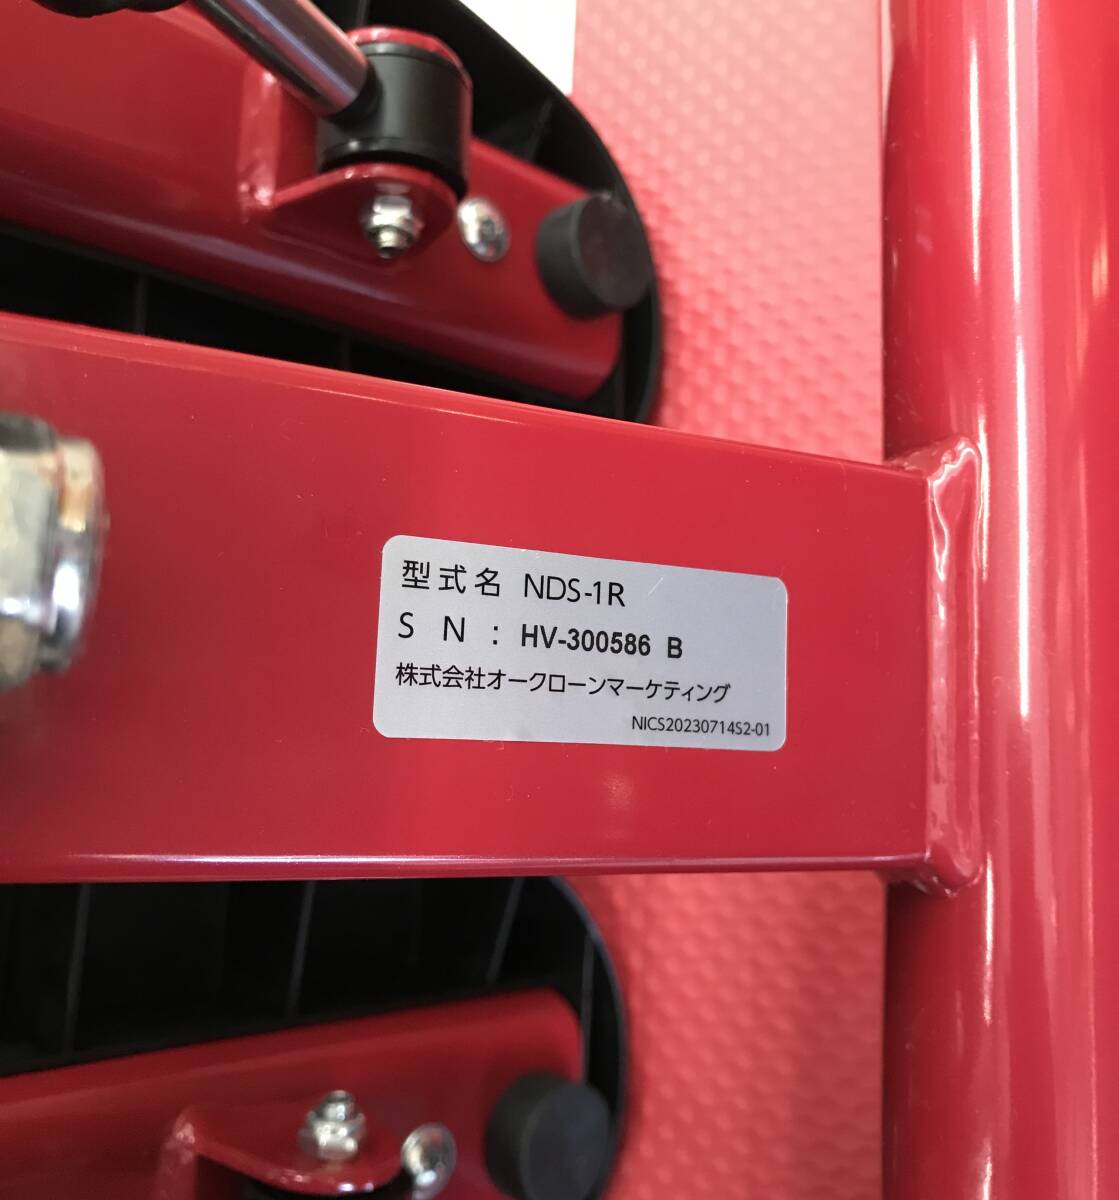 型式名 NDS-1R
S N : HV-300586 B
株式会社オークローンマーケティング
NICS20230714S2-01